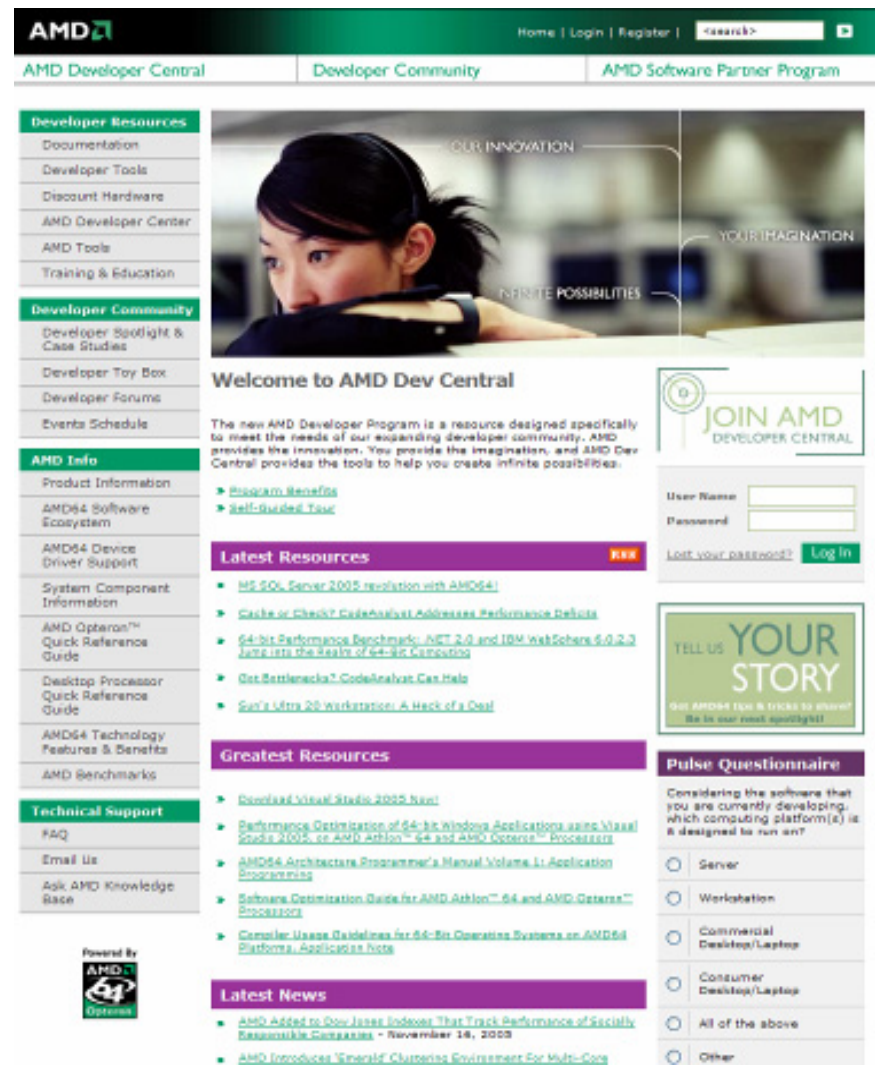 AMD
Home | Login | Register | <search>
AMD Developer Central
Developer Community
AMD Software Partner Program
Developer Resources
Documentation
Developer Tools
Discount Hardware
AMD Developer Center
AMD Tools
Training & Education
Developer Community
Developer Spotlight &
Case Studies
Developer Toy Box
Developer Forums
Events Schedule
AMD Info
Product Information
AMD64 Software
Ecosystem
AMD64 Device
Driver Support
System Component
Information
AMD Opteron™
Quick Reference
Guide
Desktop Processor
Quick Reference
Guide
AMD64 Technology
Features & Benefits
AMD Benchmarks
Technical Support
FAQ
Email Us
Ask AMD Knowledge
Base
Powered By
AMD
64
Opteron
OUR INNOVATION
YOUR IMAGINATION
INFINITE POSSIBILITIES
Welcome to AMD Dev Central
The new AMD Developer Program is a resource designed specifically
to meet the needs of our expanding developer community. AMD
provides the innovation. You provide the imagination, and AMD Dev
Central provides the tools to help you create infinite possibilities.
Program Benefits
Self-Guided Tour
Latest Resources
RSS
MS SQL Server 2005 revolution with AMD64!
Cache or Check? CodeAnalyst Addresses Performance Deficits
64-bit Performance Benchmark: .NET 2.0 and IBM WebSphere 6.0.2.3
Jump into the Realm of 64-Bit Computing
Got Bottlenecks? CodeAnalyst Can Help
Sun's Ultra 20 Workstation: A Heck of a Deal
Greatest Resources
Download Visual Studio 2005 Now!
Performance Optimization of 64-bit Windows Applications using Visual
Studio 2005, on AMD Athlon™ 64 and AMD Opteron™ Processors
AMD64 Architecture Programmer's Manual Volume 1: Application
Programming
Software Optimization Guide for AMD Athlon™ 64 and AMD Opteron™
Processors
Compiler Usage Guidelines for 64-Bit Operating Systems on AMD64
Platforms, Application Note
Latest News
AMD Added to Dow Jones Indexes That Track Performance of Socially
Responsible Companies - November 16, 2005
AMD Introduces 'Emerald' Clustering Environment For Multi-Core
JOIN AMD
DEVELOPER CENTRAL
User Name
Password
Lost your password?
Log In
TELL US YOUR
STORY
Got AMD64 tips & tricks to share?
Be in our next spotlight!
Pulse Questionnaire
Considering the software that
you are currently developing,
which computing platform(s) is
it designed to run on?
Server
Workstation
Commercial
Desktop/Laptop
Consumer
Desktop/Laptop
All of the above
Other